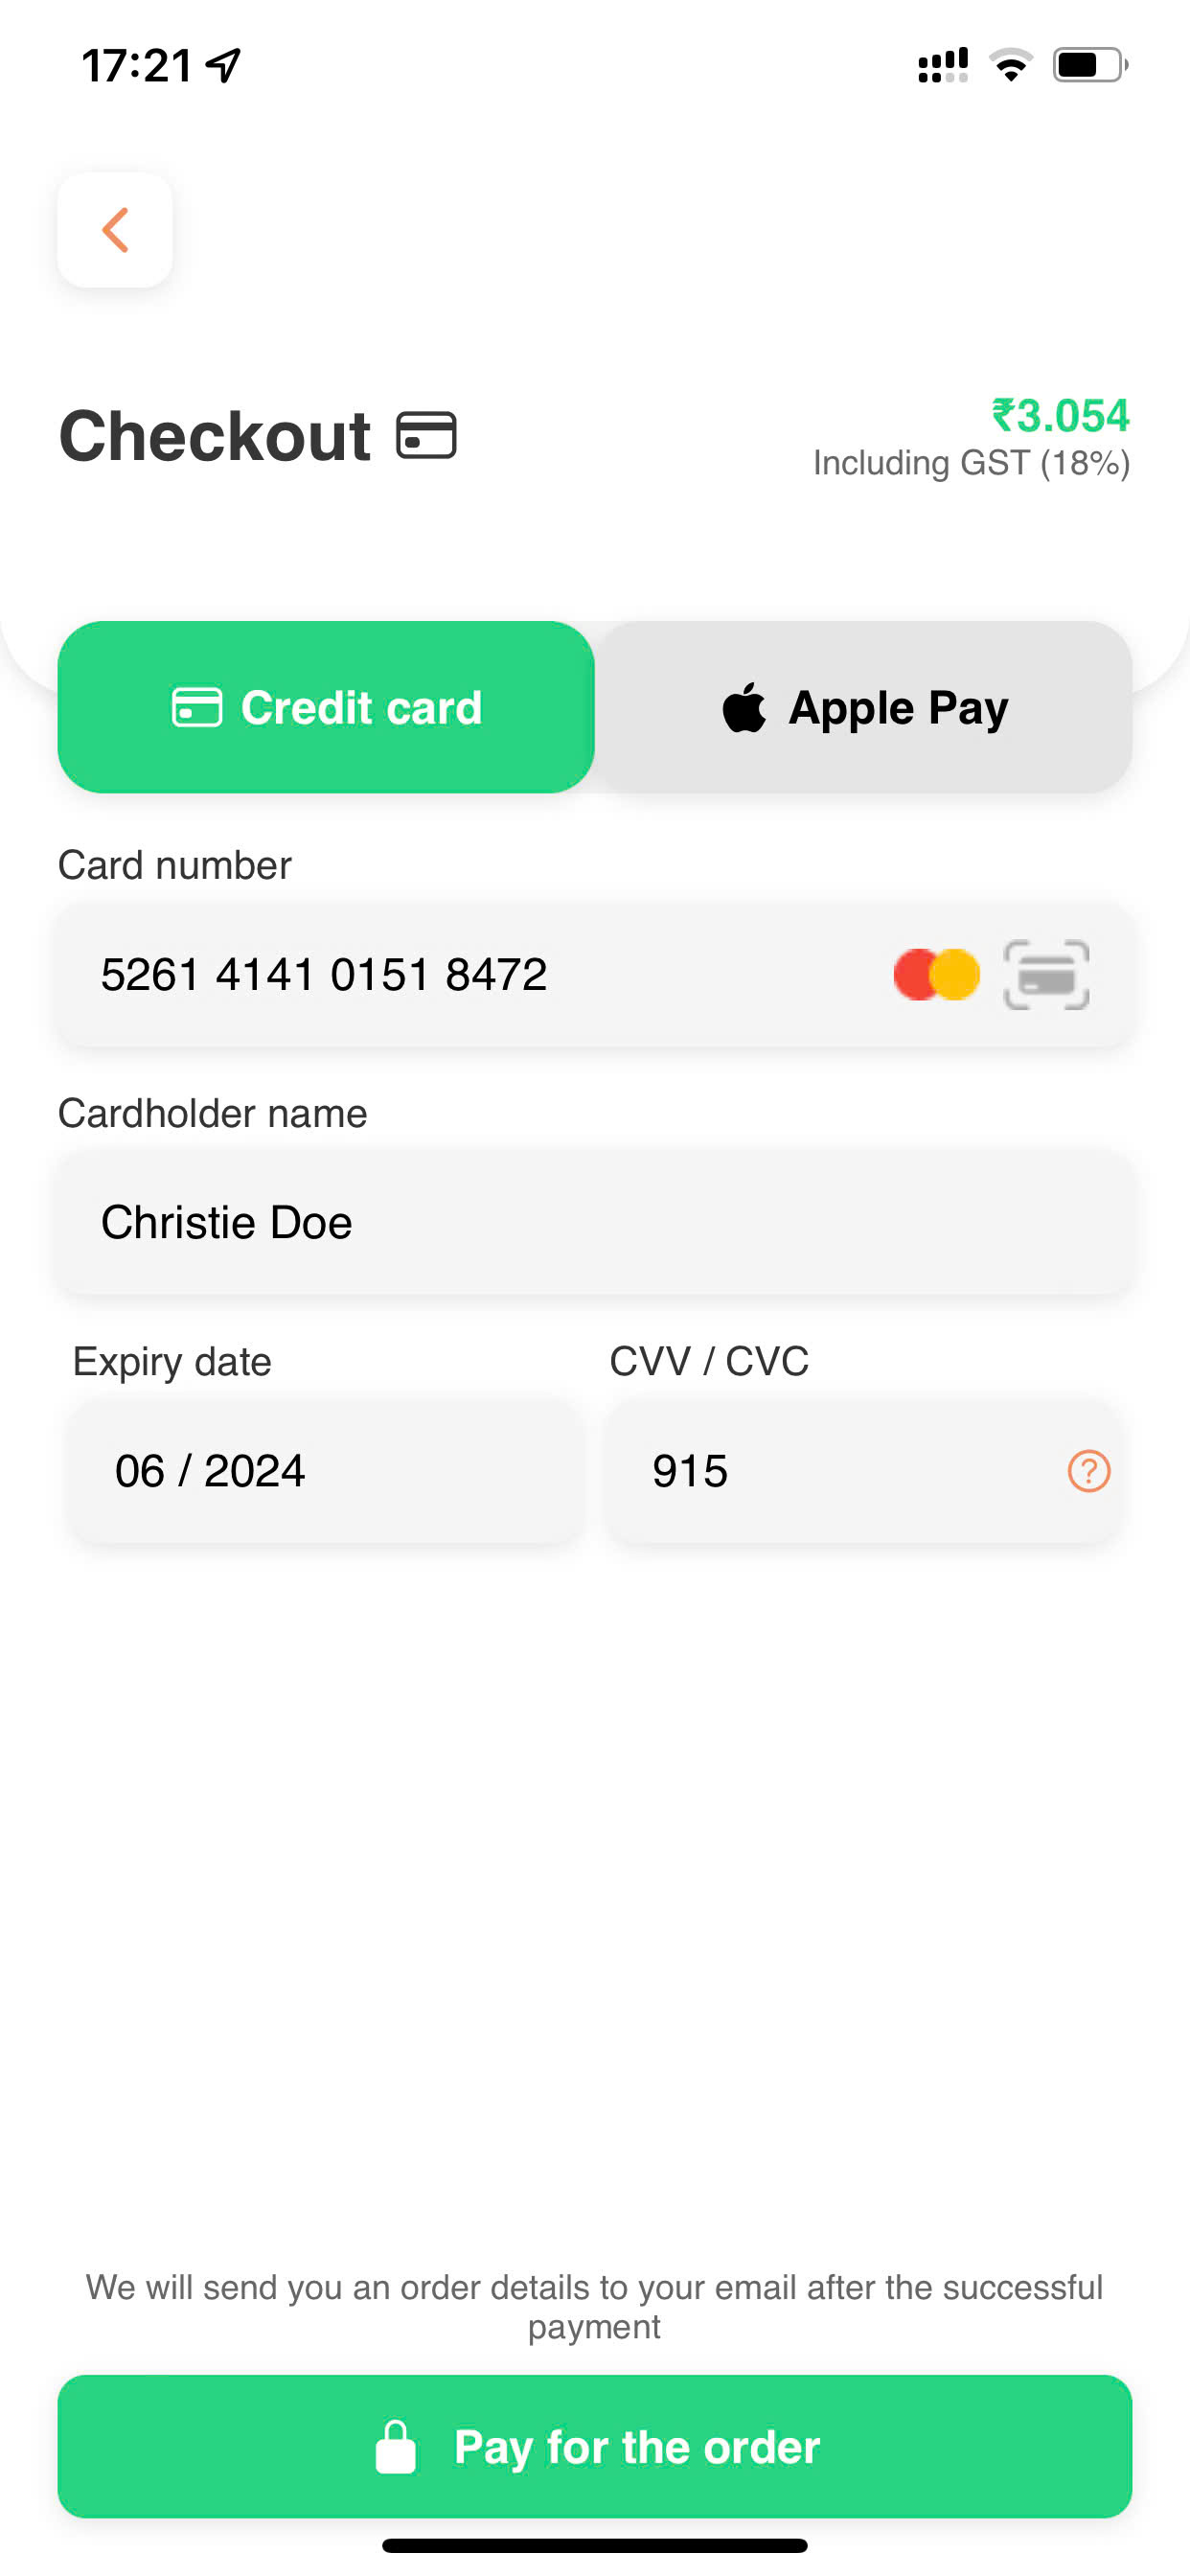 17:21
Checkout
₹3.054
Including GST (18%)
Credit card
Apple Pay
Card number
5261 4141 0151 8472
Cardholder name
Christie Doe
Expiry date
CVV / CVC
06 / 2024
915
?
We will send you an order details to your email after the successful
payment
Pay for the order